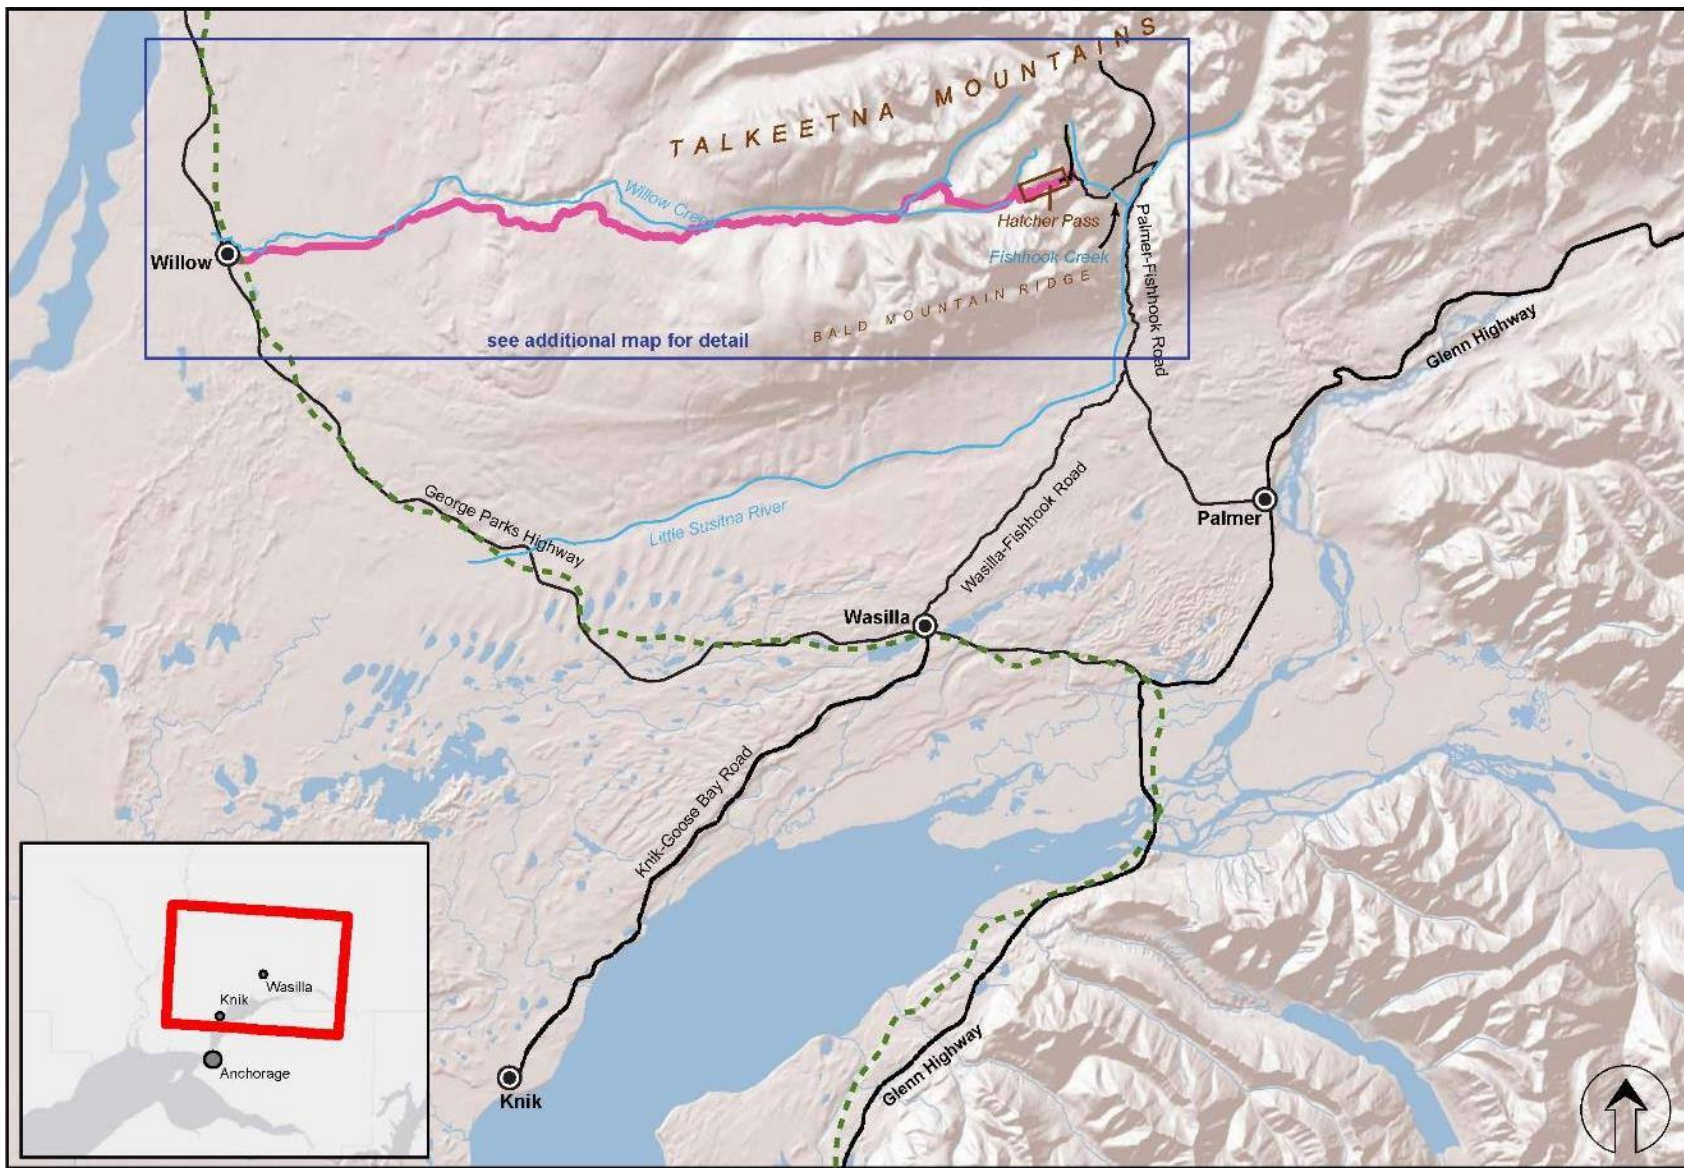 TALKEETNA MOUNTAINS
Willow Creek
Hatcher Pass
Willow
Fishhook Creek
Palmer-Fishhook Road
BALD MOUNTAIN RIDGE
see additional map for detail
Glenn Highway
George Parks Highway
Little Susitna River
Wasilla-Fishhook Road
Palmer
Wasilla
Knik-Goose Bay Road
Wasilla
Knik
Anchorage
Knik
Glenn Highway